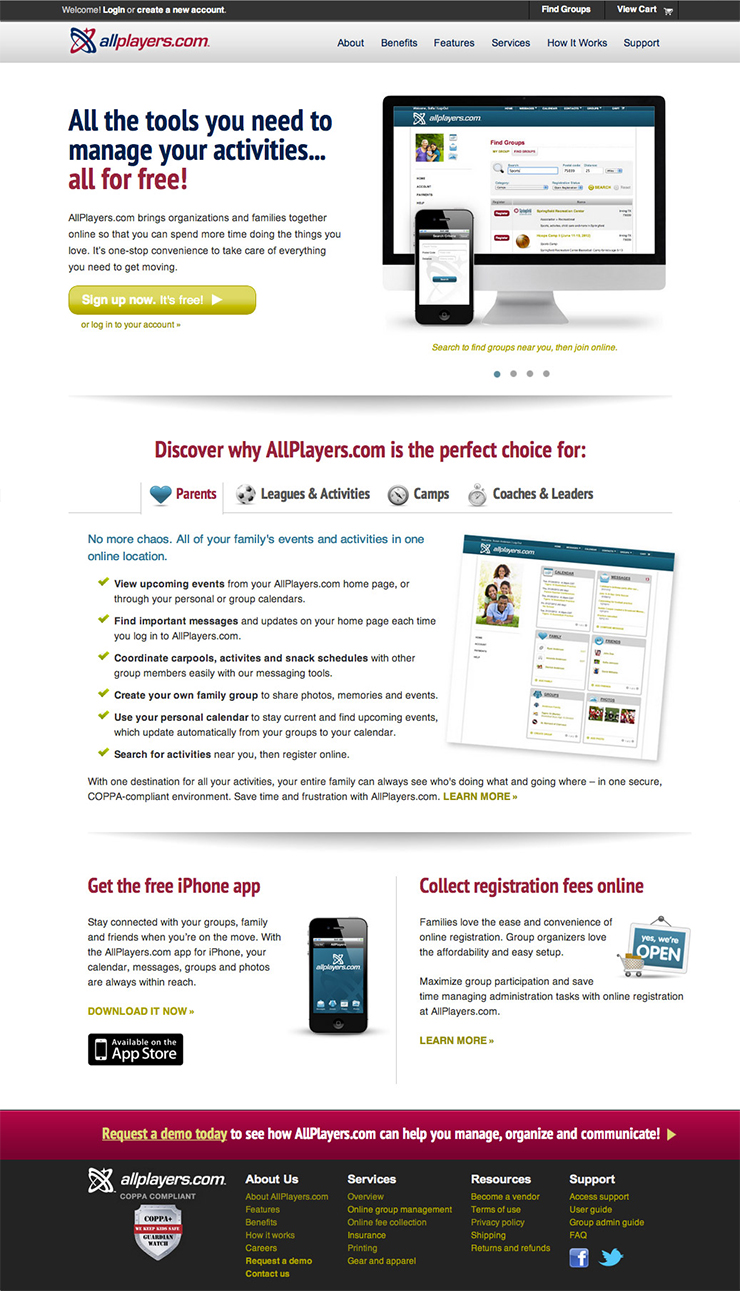 Welcome! Login or create a new account.
Find Groups
View Cart
allplayers.com
About
Benefits
Features
Services
How It Works
Support
All the tools you need to
manage your activities...
all for free!
AllPlayers.com brings organizations and families together
online so that you can spend more time doing the things you
love. It's one-stop convenience to take care of everything
you need to get moving.
Sign up now. It's free!
or log in to your account »
allplayers.com
Find Groups
Search to find groups near you, then join online.
Discover why AllPlayers.com is the perfect choice for:
Parents
Leagues & Activities
Camps
Coaches & Leaders
No more chaos. All of your family's events and activities in one
online location.
View upcoming events from your AllPlayers.com home page, or
through your personal or group calendars.
Find important messages and updates on your home page each time
you log in to AllPlayers.com.
Coordinate carpools, activites and snack schedules with other
group members easily with our messaging tools.
Create your own family group to share photos, memories and events.
Use your personal calendar to stay current and find upcoming events,
which update automatically from your groups to your calendar.
Search for activities near you, then register online.
allplayers.com
CALENDAR
MESSAGES
FAMILY
FRIENDS
GROUPS
PHOTOS
With one destination for all your activities, your entire family can always see who's doing what and going where – in one secure,
COPPA-compliant environment. Save time and frustration with AllPlayers.com. LEARN MORE »
Get the free iPhone app
Stay connected with your groups, family
and friends when you're on the move. With
the AllPlayers.com app for iPhone, your
calendar, messages, groups and photos
are always within reach.
DOWNLOAD IT NOW »
Available on the
App Store
allplayers.com
Collect registration fees online
Families love the ease and convenience of
online registration. Group organizers love
the affordability and easy setup.
yes, we're
OPEN
Maximize group participation and save
time managing administration tasks with online registration
at AllPlayers.com.
LEARN MORE »
Request a demo today to see how AllPlayers.com can help you manage, organize and communicate!
allplayers.com
COPPA COMPLIANT
COPPA+
WE KEEP KIDS SAFE
GUARDIAN
WATCH
About Us
About AllPlayers.com
Features
Benefits
How it works
Careers
Request a demo
Contact us
Services
Overview
Online group management
Online fee collection
Insurance
Printing
Gear and apparel
Resources
Become a vendor
Terms of use
Privacy policy
Shipping
Returns and refunds
Support
Access support
User guide
Group admin guide
FAQ